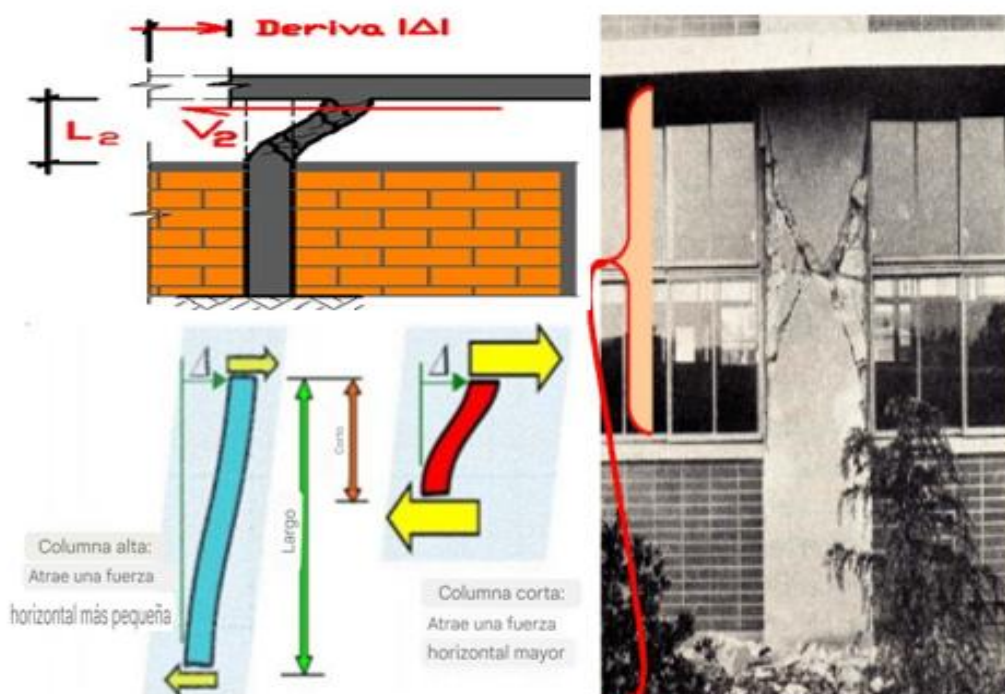 Deriva |Δ|
L₂
V₂
Δ
Largo
Columna alta:
Atrae una fuerza
horizontal más pequeña
Δ
Corto
Columna corta:
Atrae una fuerza
horizontal mayor